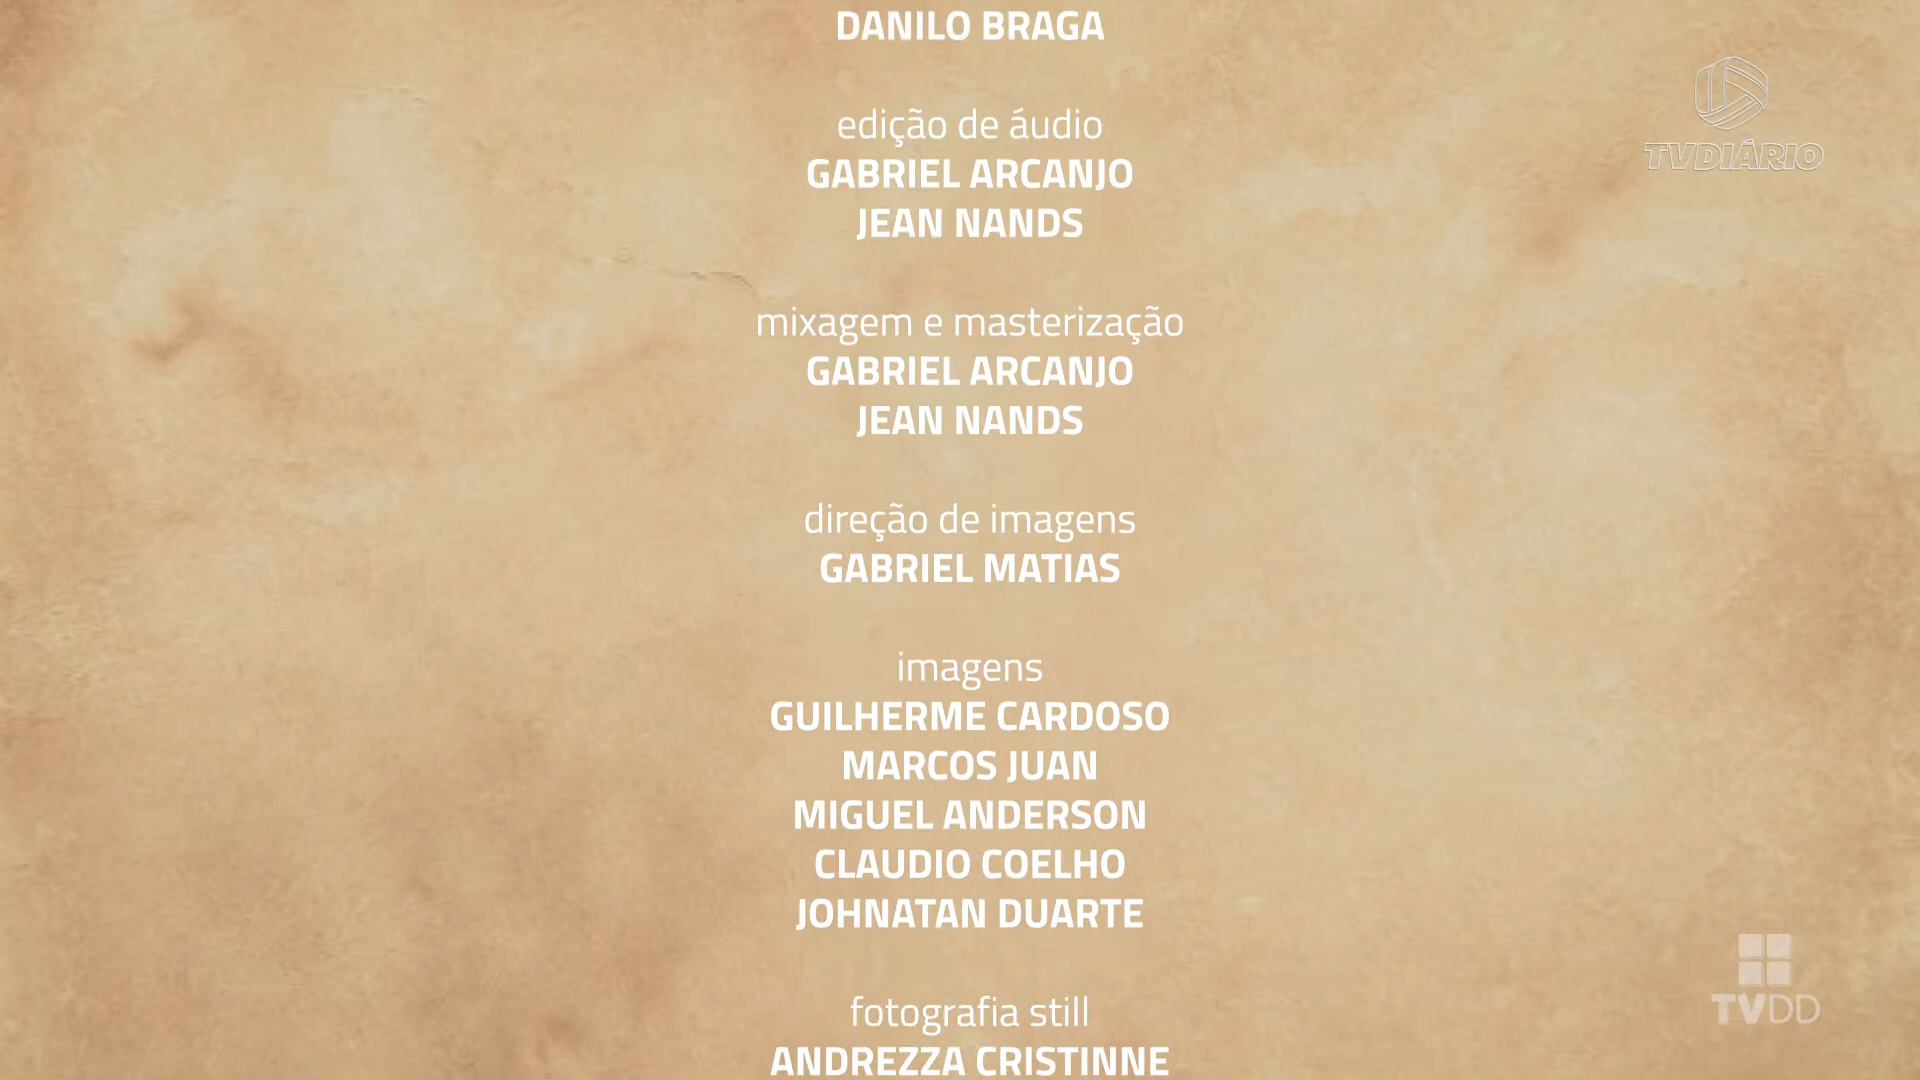 DANILO BRAGA
edição de áudio
GABRIEL ARCANJO
JEAN NANDS
mixagem e masterização
GABRIEL ARCANJO
JEAN NANDS
direção de imagens
GABRIEL MATIAS
imagens
GUILHERME CARDOSO
MARCOS JUAN
MIGUEL ANDERSON
CLAUDIO COELHO
JOHNATAN DUARTE
fotografia still
ANDREZZA CRISTINNE
TVDIÁRIO
TVDD